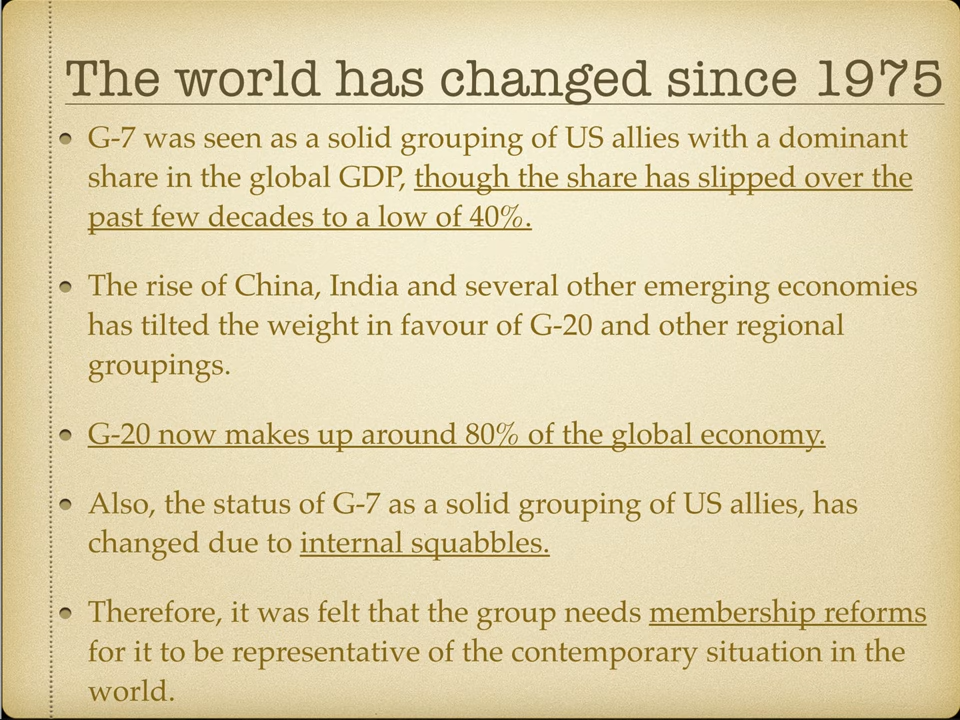 The world has changed since 1975
G-7 was seen as a solid grouping of US allies with a dominant
share in the global GDP, though the share has slipped over the
past few decades to a low of 40%.
The rise of China, India and several other emerging economies
has tilted the weight in favour of G-20 and other regional
groupings.
G-20 now makes up around 80% of the global economy.
Also, the status of G-7 as a solid grouping of US allies, has
changed due to internal squabbles.
Therefore, it was felt that the group needs membership reforms
for it to be representative of the contemporary situation in the
world.